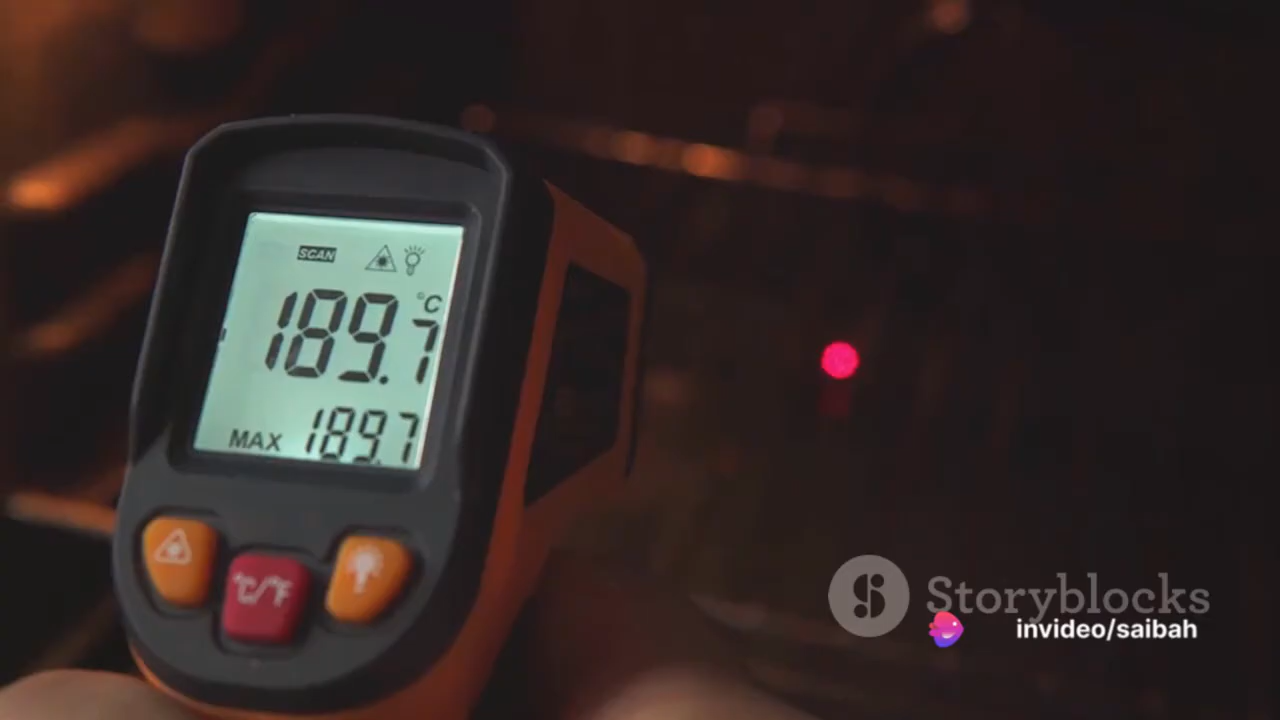 SCAN
°C
189.7
MAX 189.7
°C/°F
Storyblocks
invideo/saibah